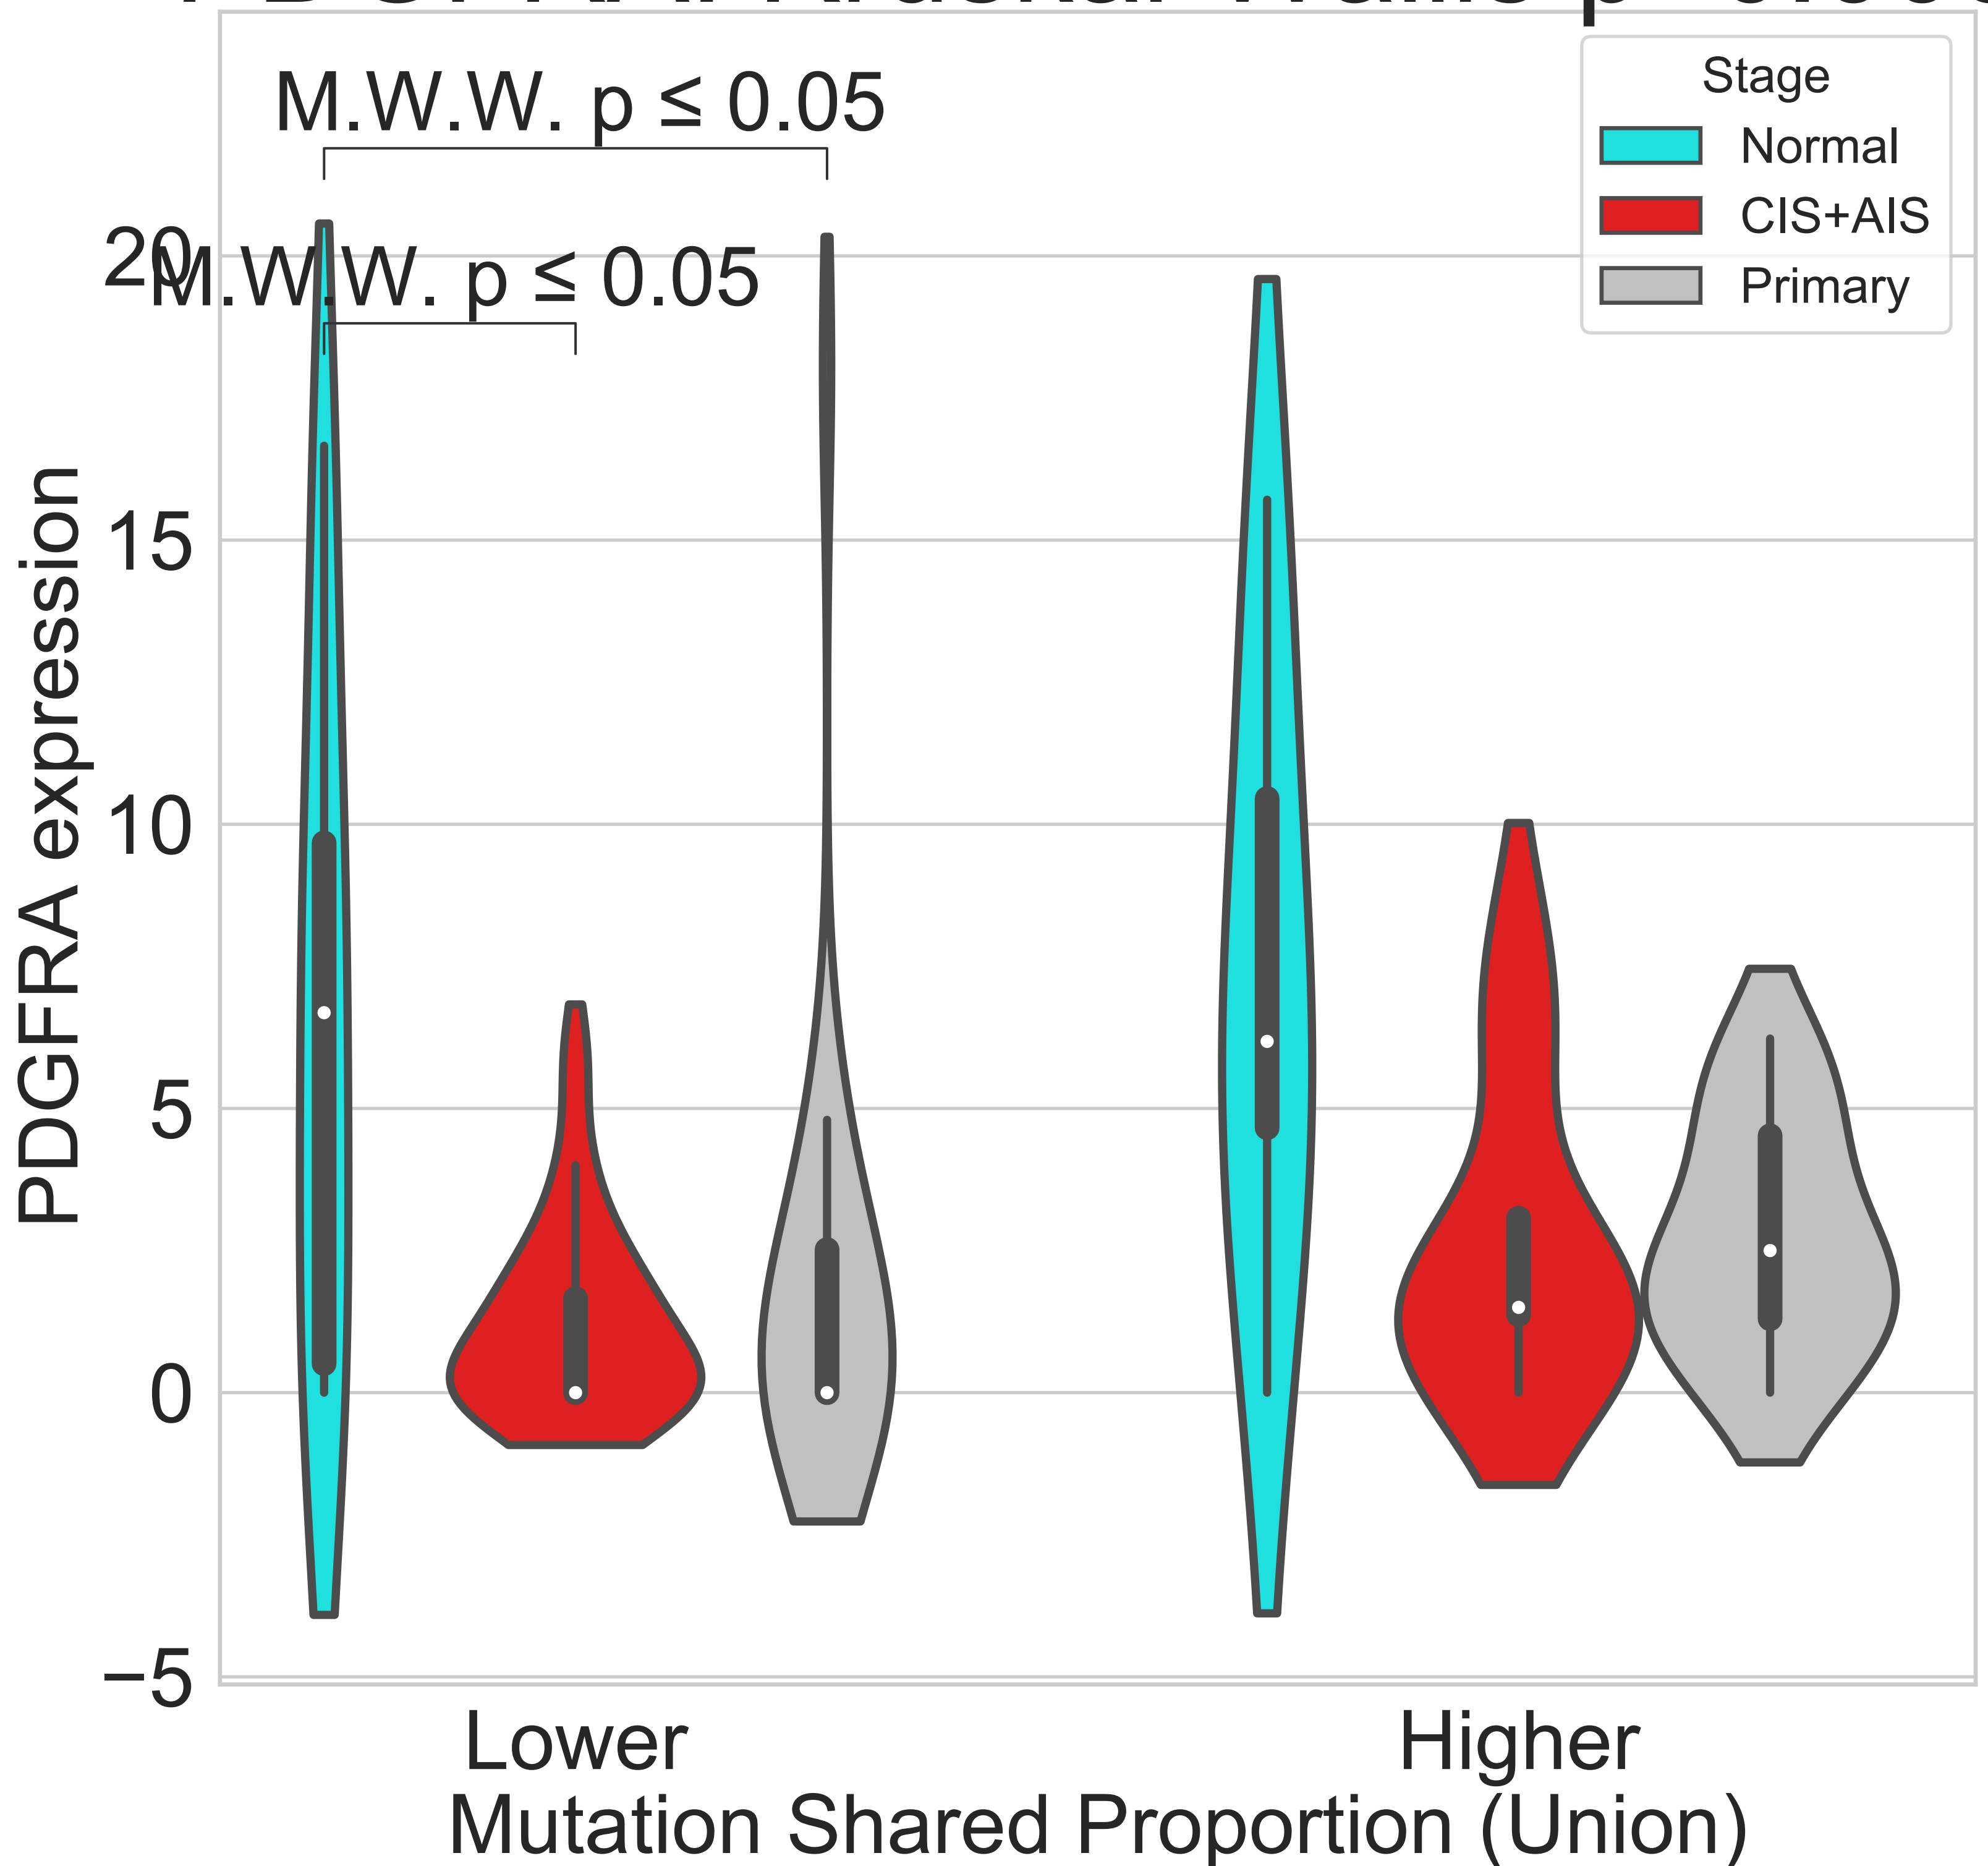 M.W.W. p ≤ 0.05
M.W.W. p ≤ 0.05
Stage
Normal
CIS+AIS
Primary
20
15
10
5
0
−5
PDGFRA expression
Lower
Higher
Mutation Shared Proportion (Union)